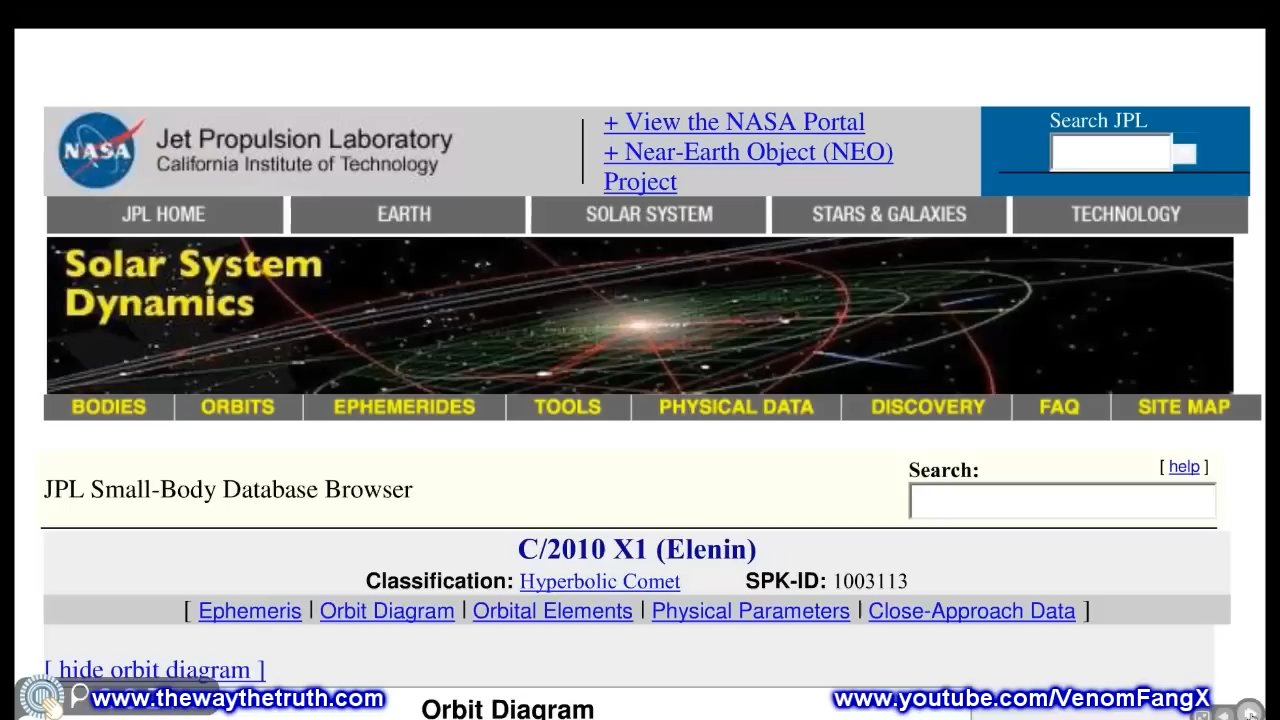 NASA
Jet Propulsion Laboratory
California Institute of Technology
+ View the NASA Portal
+ Near-Earth Object (NEO)
Project
Search JPL
JPL HOME EARTH SOLAR SYSTEM STARS & GALAXIES TECHNOLOGY
Solar System
Dynamics
BODIES ORBITS EPHEMERIDES TOOLS PHYSICAL DATA DISCOVERY FAQ SITE MAP
JPL Small-Body Database Browser
Search: [ help ]
C/2010 X1 (Elenin)
Classification: Hyperbolic Comet SPK-ID: 1003113
[ Ephemeris | Orbit Diagram | Orbital Elements | Physical Parameters | Close-Approach Data ]
[ hide orbit diagram ]
www.thewaythetruth.com
Orbit Diagram
www.youtube.com/VenomFangX